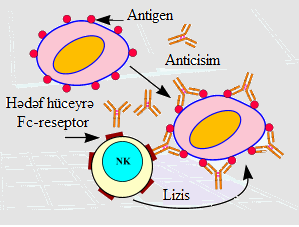 Antigen
Anticisim
Hədəf hüceyrə
Fc-reseptor
NK
Lizis